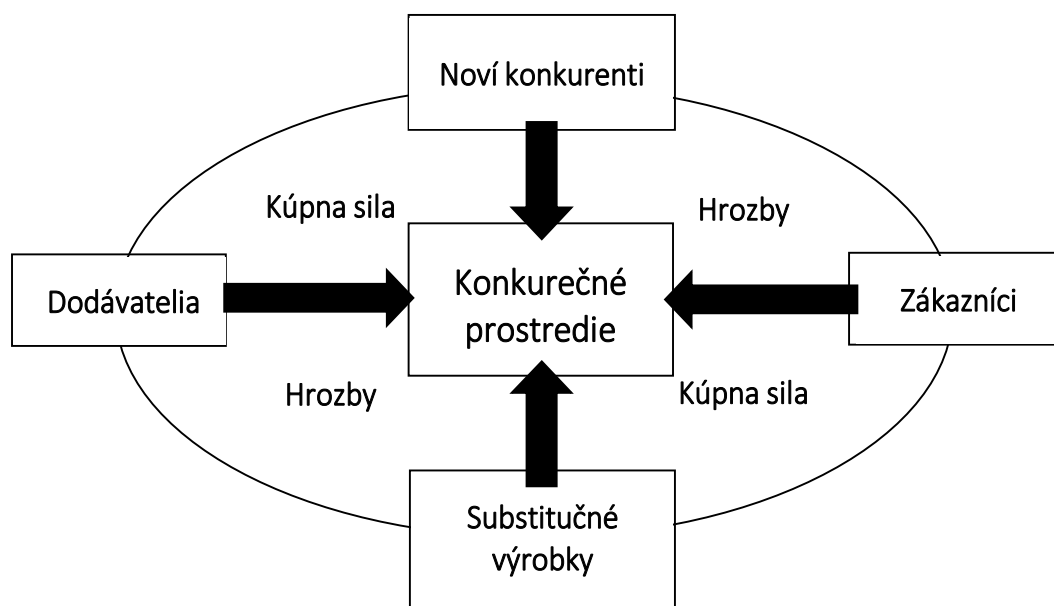 Noví konkurenti
Kúpna sila
Hrozby
Dodávatelia
Konkurečné
prostredie
Zákazníci
Hrozby
Kúpna sila
Substitučné
výrobky